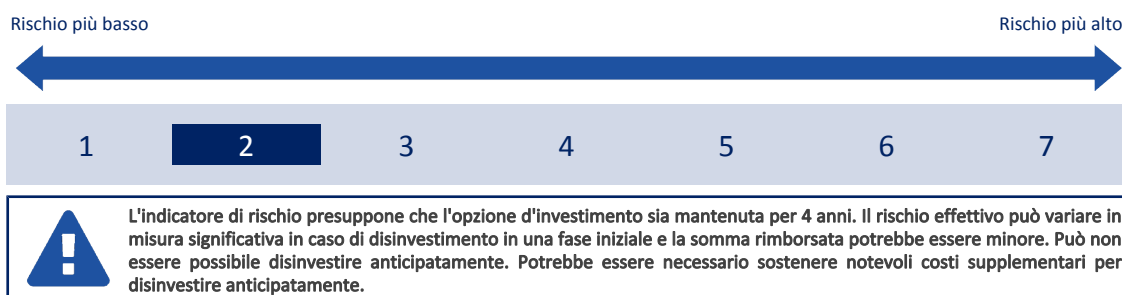 Rischio più basso Rischio più alto
1 2 3 4 5 6 7
L'indicatore di rischio presuppone che l'opzione d'investimento sia mantenuta per 4 anni. Il rischio effettivo può variare in
misura significativa in caso di disinvestimento in una fase iniziale e la somma rimborsata potrebbe essere minore. Può non
essere possibile disinvestire anticipatamente. Potrebbe essere necessario sostenere notevoli costi supplementari per
disinvestire anticipatamente.